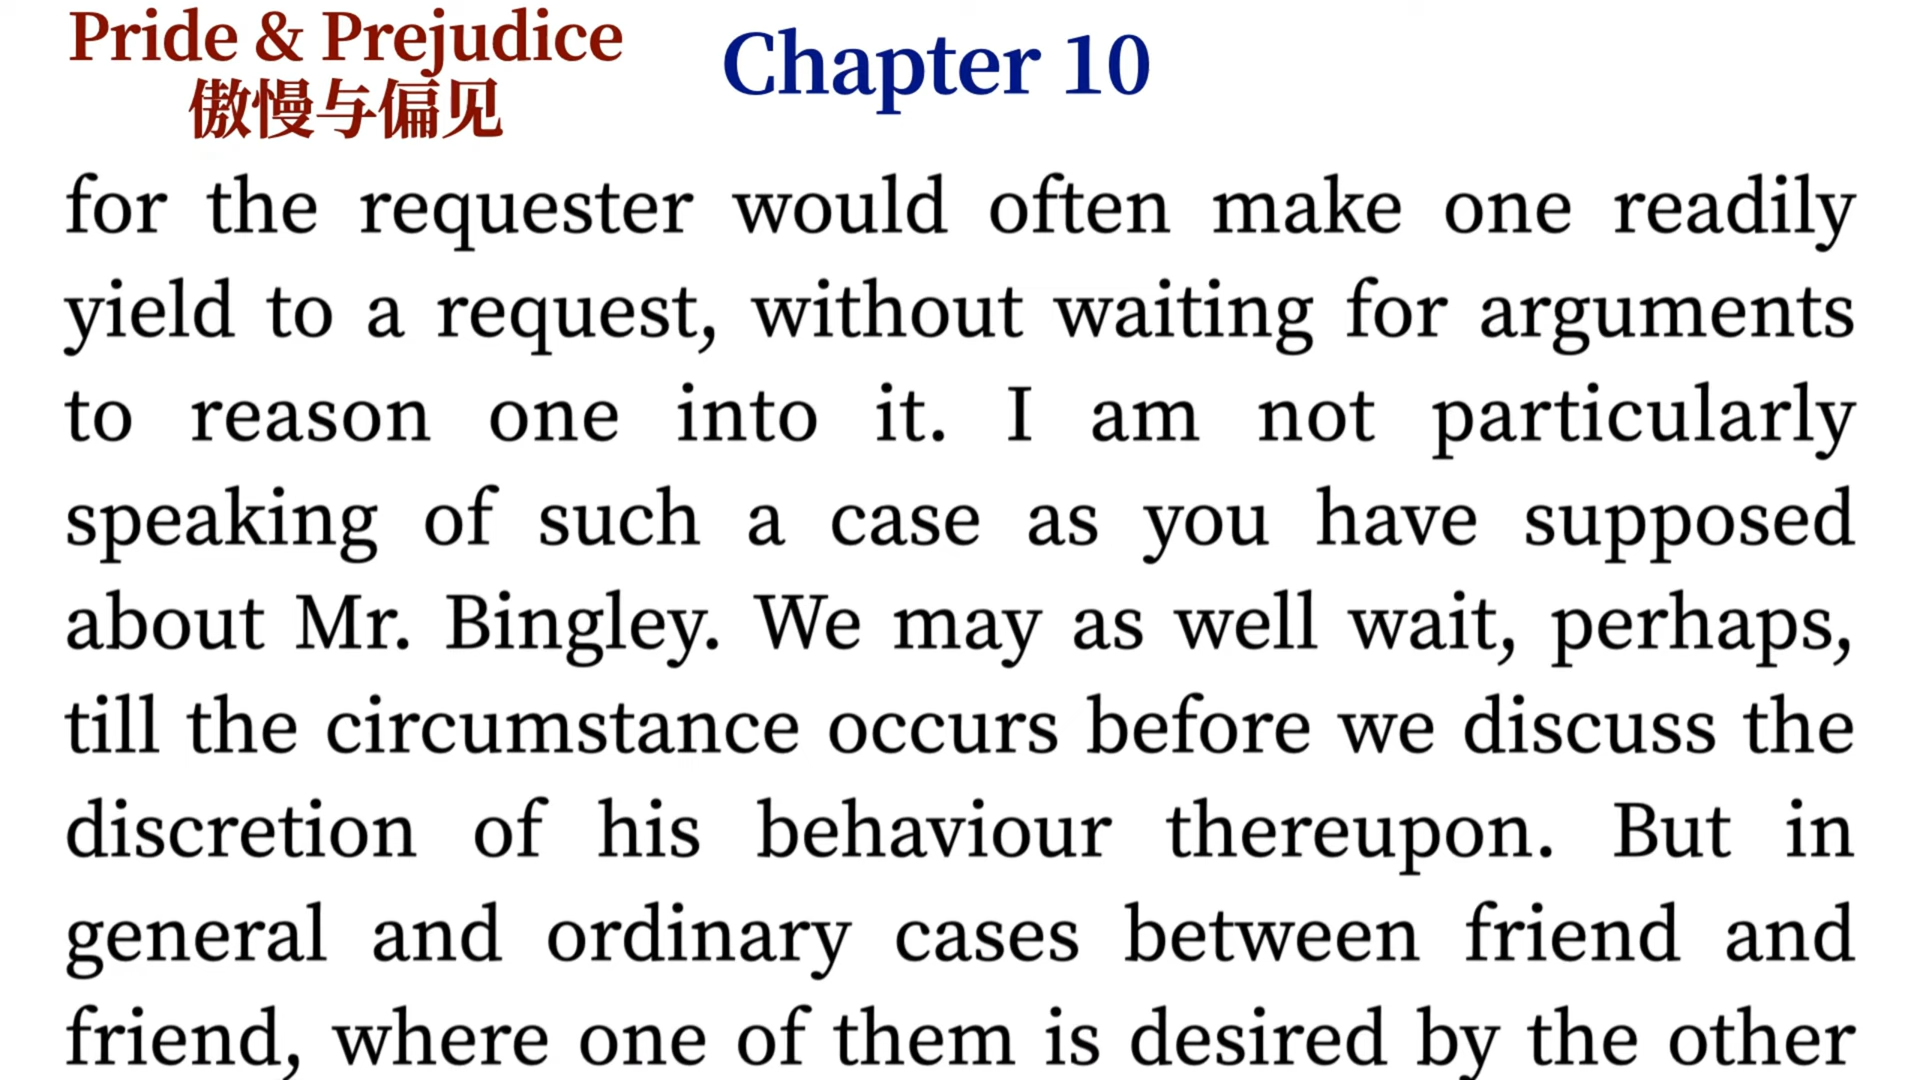 Pride & Prejudice
傲慢与偏见
Chapter 10
for the requester would often make one readily
yield to a request, without waiting for arguments
to reason one into it. I am not particularly
speaking of such a case as you have supposed
about Mr. Bingley. We may as well wait, perhaps,
till the circumstance occurs before we discuss the
discretion of his behaviour thereupon. But in
general and ordinary cases between friend and
friend, where one of them is desired by the other